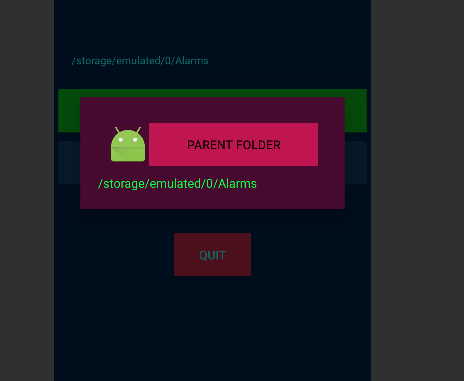 /storage/emulated/0/Alarms
PARENT FOLDER
/storage/emulated/0/Alarms
QUIT